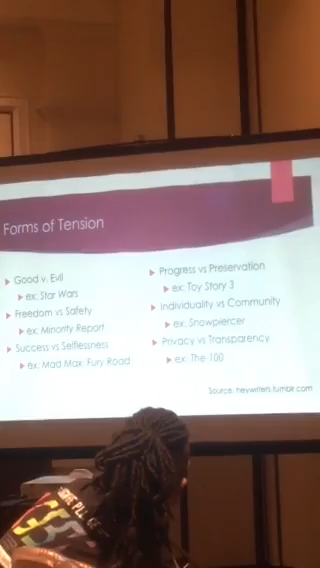 Forms of Tension
Good v. Evil
ex: Star Wars
Freedom vs Safety
ex: Minority Report
Success vs Selflessness
ex: Mad Max: Fury Road
Progress vs Preservation
ex: Toy Story 3
Individuality vs Community
ex: Snowpiercer
Privacy vs Transparency
ex: The 100
Source: heywriters.tumblr.com